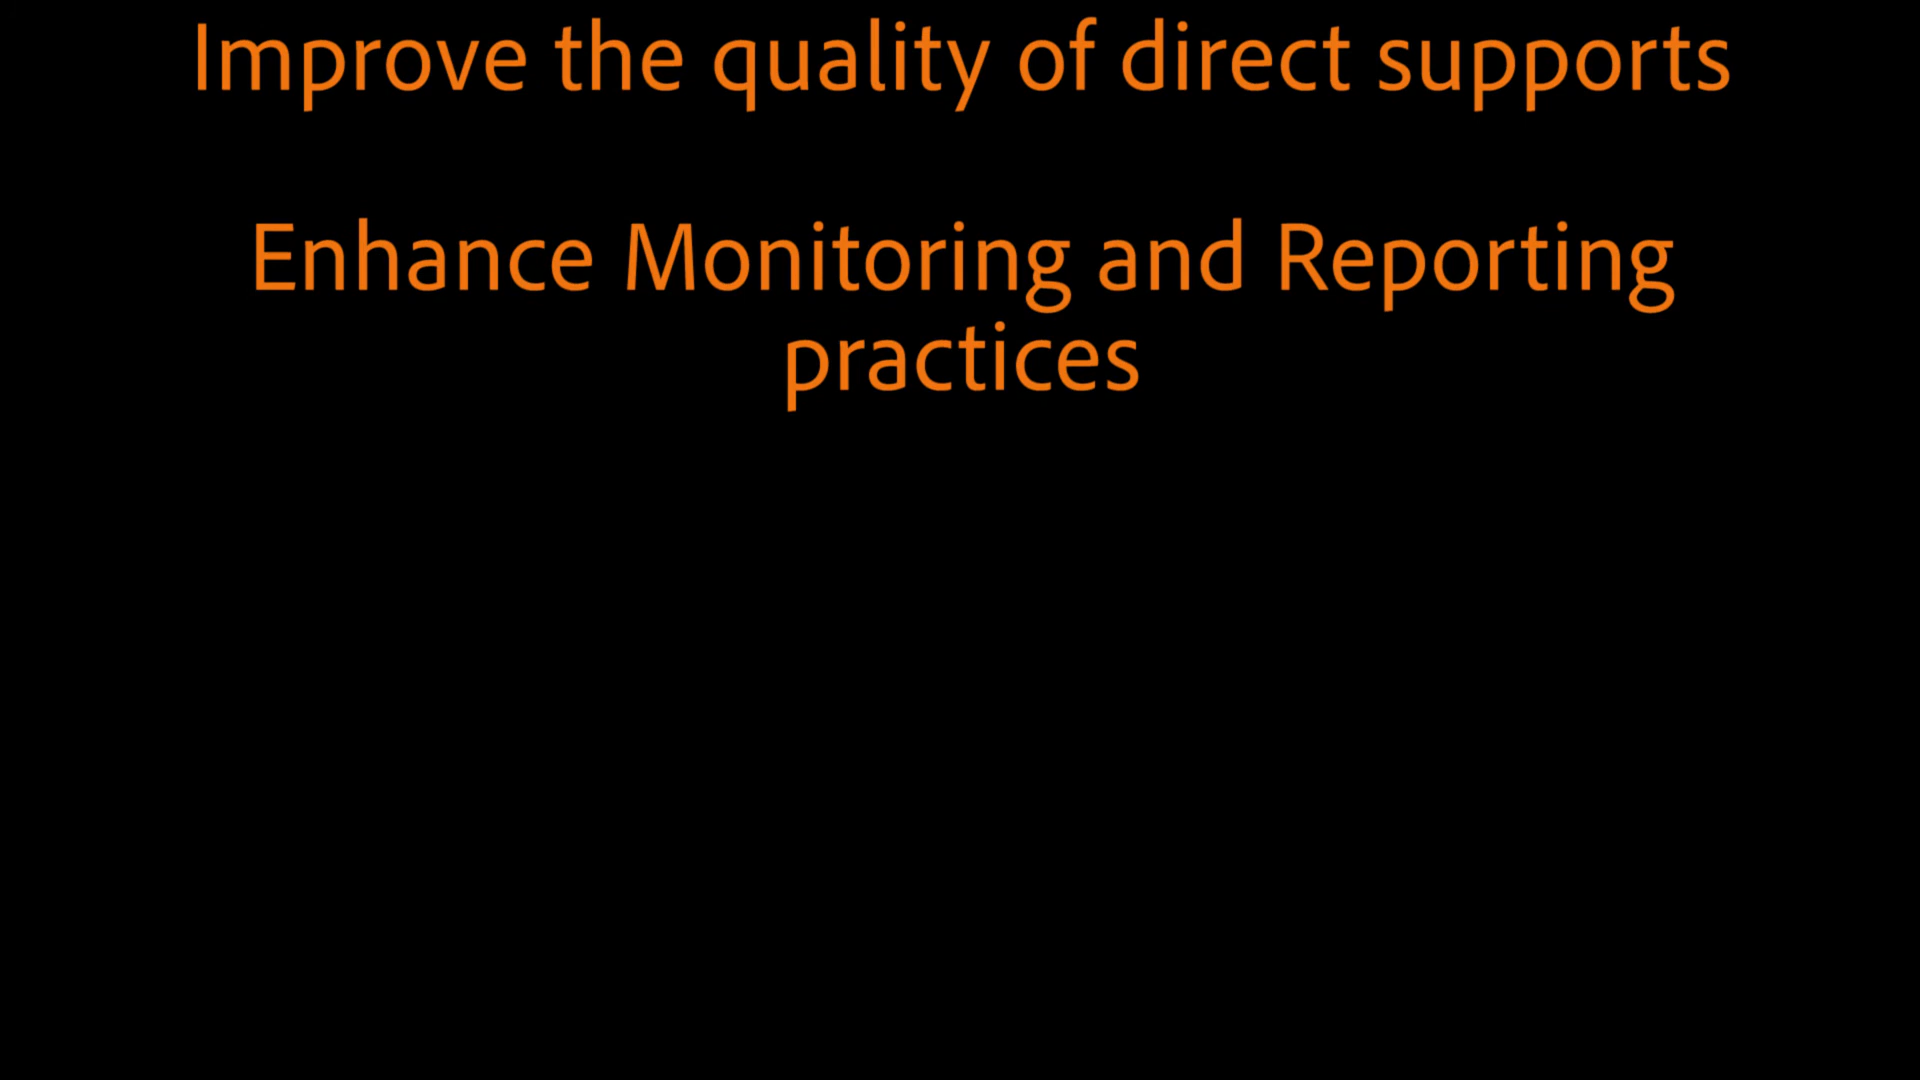 Improve the quality of direct supports
Enhance Monitoring and Reporting
practices